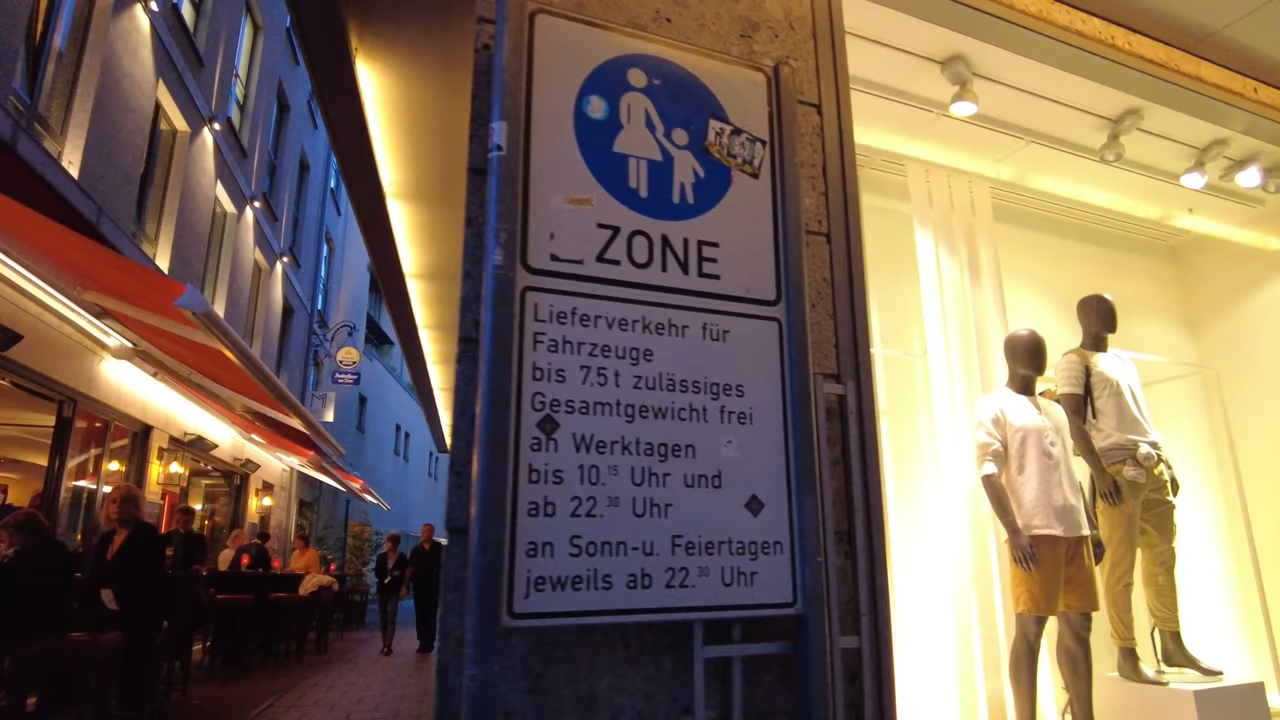 ZONE
Lieferverkehr für
Fahrzeuge
bis 7,5t zulässiges
Gesamtgewicht frei
an Werktagen
bis 10.15 Uhr und
ab 22.30 Uhr
an Sonn-u. Feiertagen
jeweils ab 22.30 Uhr